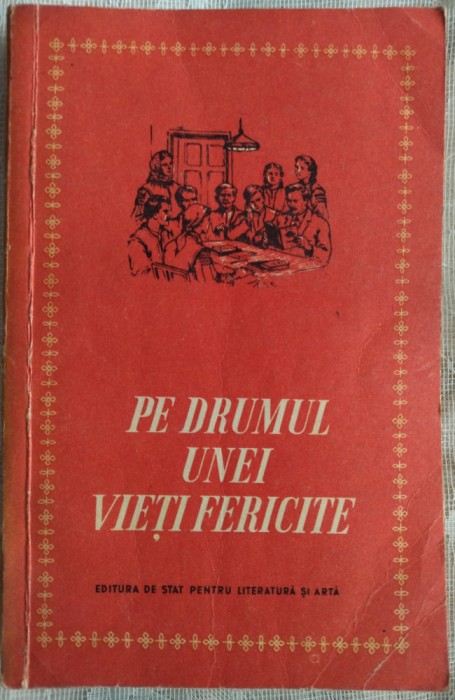 PE DRUMUL
UNEI
VIEȚI FERICITE
EDITURA DE STAT PENTRU LITERATURĂ ȘI ARTĂ